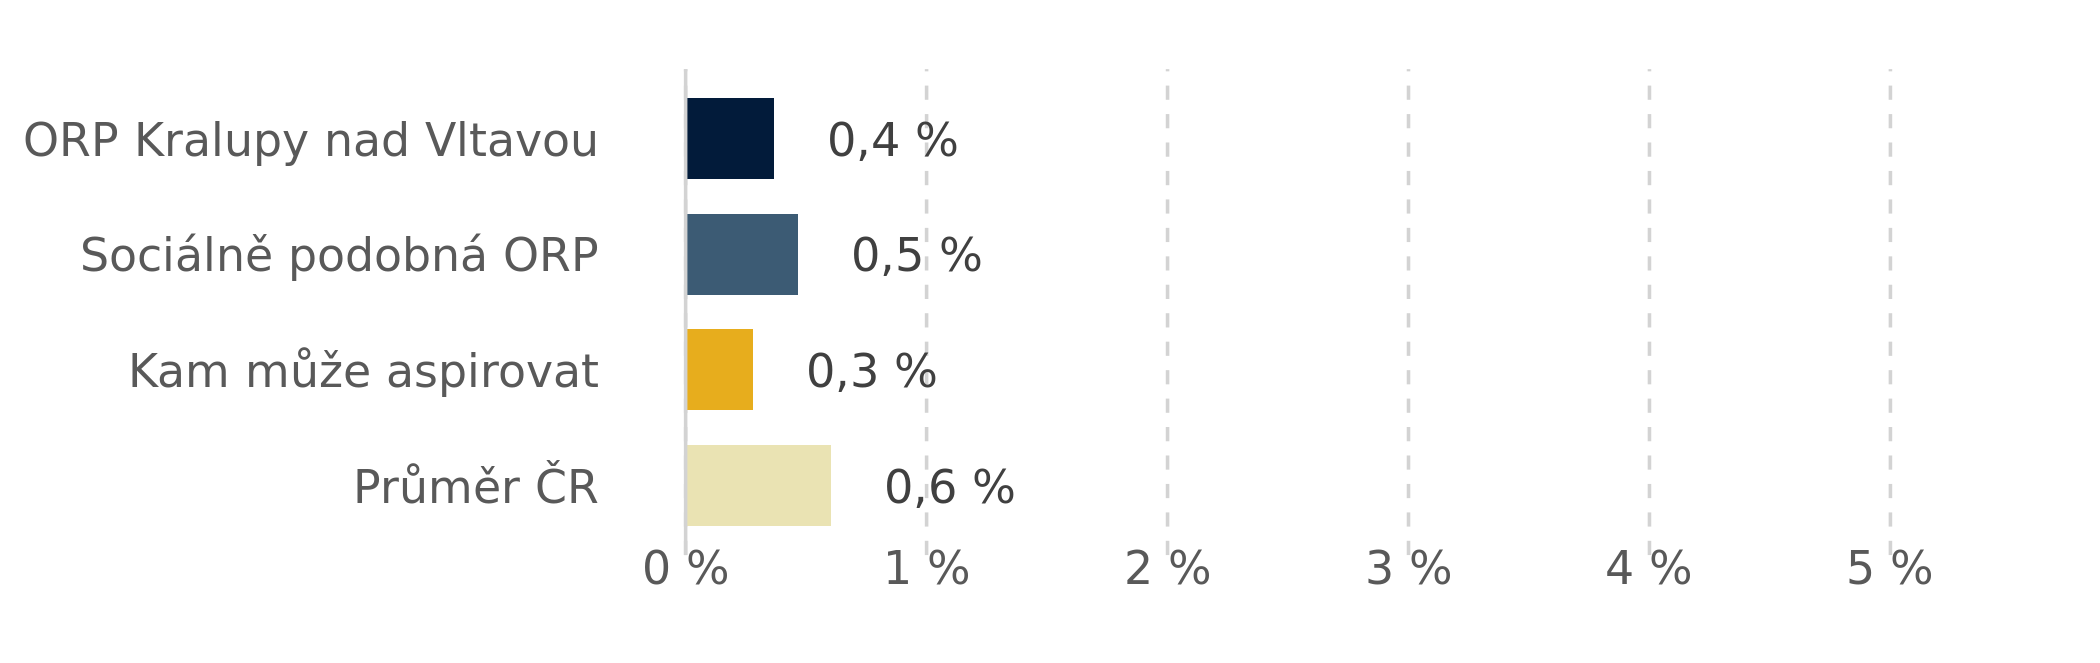 ORP Kralupy nad Vltavou 0,4 %
Sociálně podobná ORP 0,5 %
Kam může aspirovat 0,3 %
Průměr ČR 0,6 %
0 % 1 % 2 % 3 % 4 % 5 %